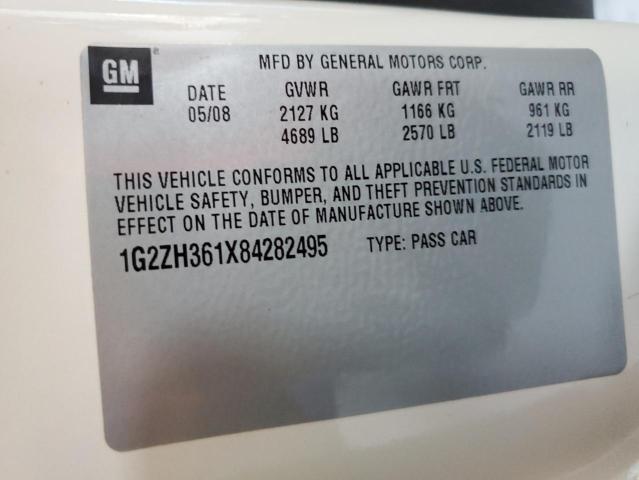 GM
MFD BY GENERAL MOTORS CORP.
DATE GVWR GAWR FRT GAWR RR
05/08 2127 KG 1166 KG 961 KG
4689 LB 2570 LB 2119 LB
THIS VEHICLE CONFORMS TO ALL APPLICABLE U.S. FEDERAL MOTOR
VEHICLE SAFETY, BUMPER, AND THEFT PREVENTION STANDARDS IN
EFFECT ON THE DATE OF MANUFACTURE SHOWN ABOVE.
1G2ZH361X84282495 TYPE: PASS CAR